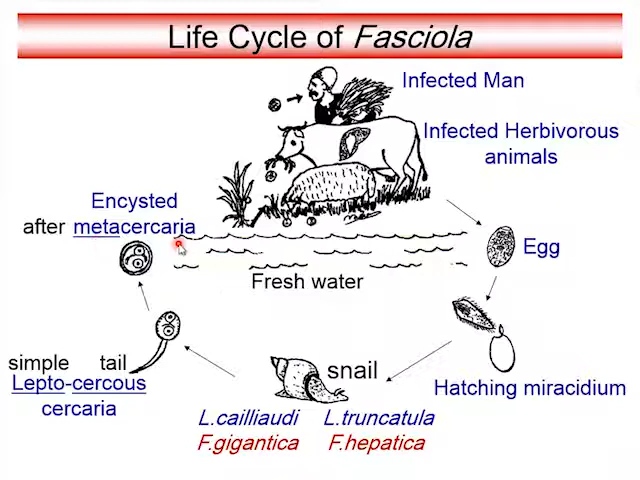 Life Cycle of Fasciola
Infected Man
Infected Herbivorous
animals
Encysted
after metacercaria
Egg
Fresh water
simple tail
Lepto-cercous
cercaria
snail
Hatching miracidium
L.cailliaudi L.truncatula
F.gigantica F.hepatica